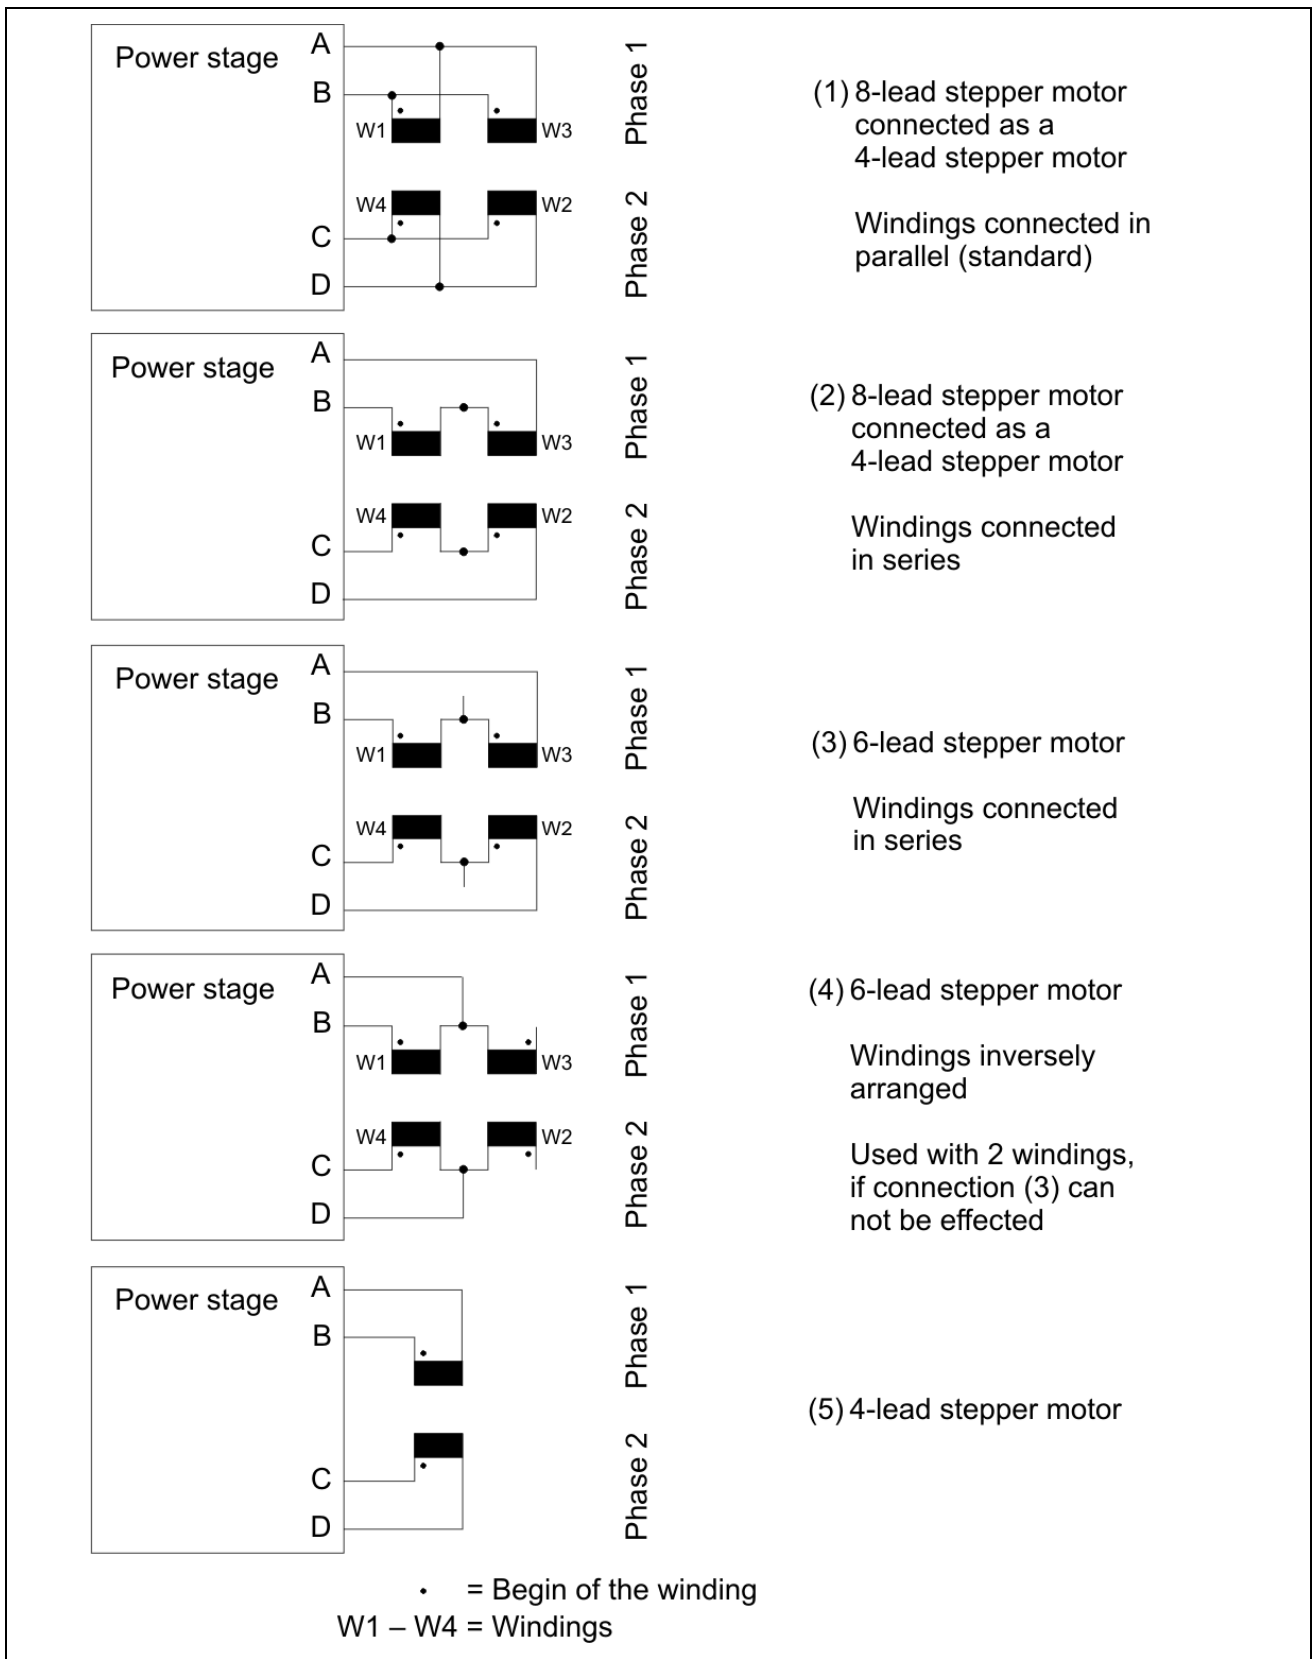 Power stage
A
B
W1
W3
W4
W2
C
D
Phase 1
Phase 2
(1) 8-lead stepper motor
connected as a
4-lead stepper motor
Windings connected in
parallel (standard)
Power stage
A
B
W1
W3
W4
W2
C
D
Phase 1
Phase 2
(2) 8-lead stepper motor
connected as a
4-lead stepper motor
Windings connected
in series
Power stage
A
B
W1
W3
W4
W2
C
D
Phase 1
Phase 2
(3) 6-lead stepper motor
Windings connected
in series
Power stage
A
B
W1
W3
W4
W2
C
D
Phase 1
Phase 2
(4) 6-lead stepper motor
Windings inversely
arranged
Used with 2 windings,
if connection (3) can
not be effected
Power stage
A
B
C
D
Phase 1
Phase 2
(5) 4-lead stepper motor
• = Begin of the winding
W1 – W4 = Windings